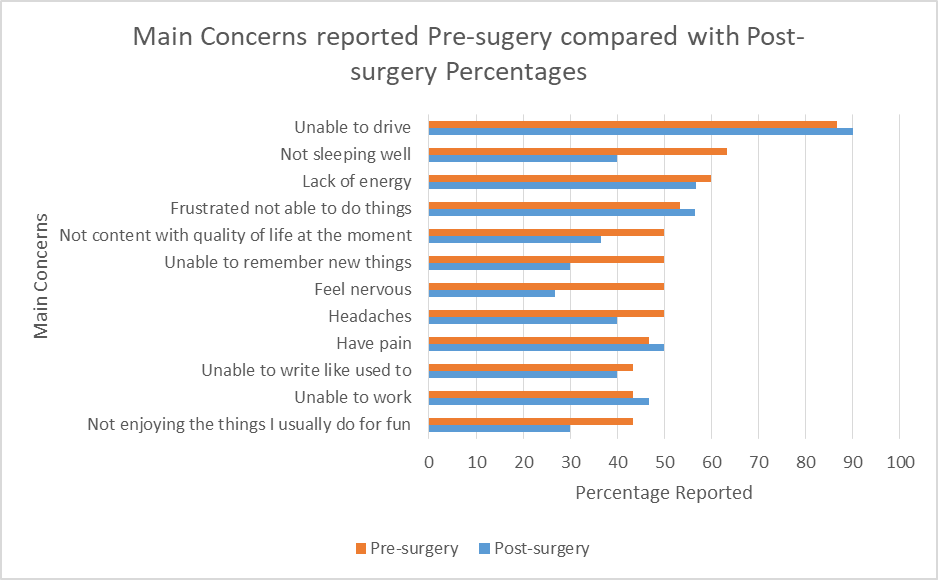 Main Concerns reported Pre-sugery compared with Post-
surgery Percentages
Unable to drive
Not sleeping well
Lack of energy
Frustrated not able to do things
Not content with quality of life at the moment
Unable to remember new things
Feel nervous
Headaches
Have pain
Unable to write like used to
Unable to work
Not enjoying the things I usually do for fun
Main Concerns
0 10 20 30 40 50 60 70 80 90 100
Percentage Reported
Pre-surgery Post-surgery